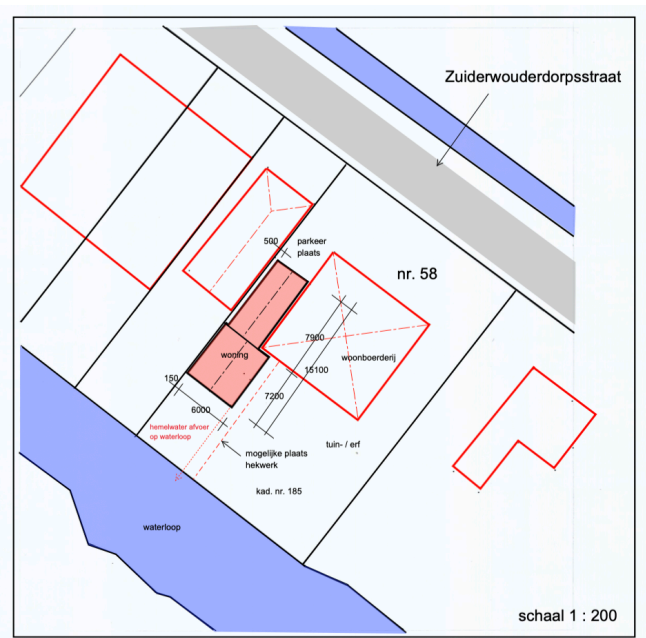 Zuiderwouderdorpsstraat
500
parkeer
plaats
nr. 58
7900
woning
woonboerderij
15100
150
7200
6000
hemelwater afvoer
op waterloop
tuin- / erf
mogelijke plaats
hekwerk
kad. nr. 185
waterloop
schaal 1 : 200